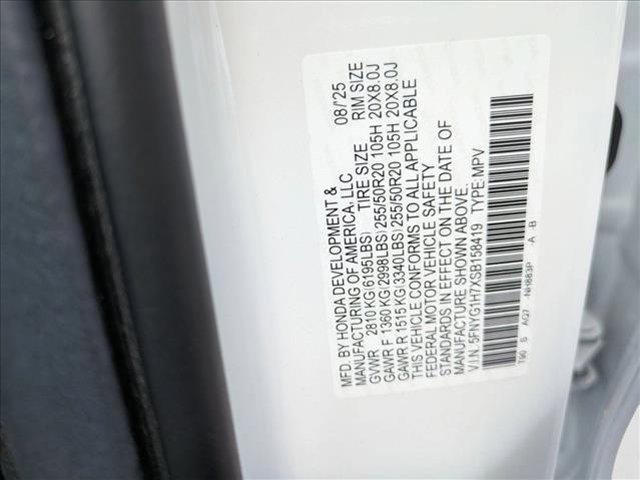 MFD. BY HONDA DEVELOPMENT & 08/'25
MANUFACTURING OF AMERICA, LLC
GVWR 2810 KG(6195LBS) TIRE SIZE RIM SIZE
GAWR F 1360 KG(2998LBS)255/50R20 105H 20X8.0J
GAWR R 1515 KG(3340LBS)255/50R20 105H 20X8.0J
THIS VEHICLE CONFORMS TO ALL APPLICABLE
FEDERAL MOTOR VEHICLE SAFETY
STANDARDS IN EFFECT ON THE DATE OF
MANUFACTURE SHOWN ABOVE.
V.I.N. 5FNYG1H7XSB158419 TYPE:MPV
T90 S AQ7 NH883P -A -B